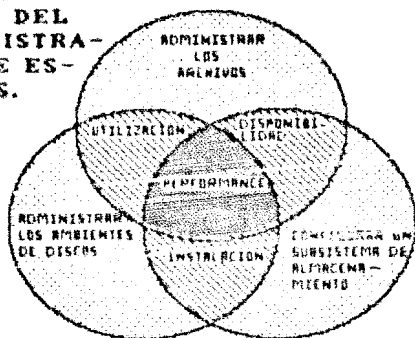 DEL
ISTRA-
E ES-
S.
ADMINISTRAR
LOS
ARCHIVOS
UTILIZACION
DISPONIBI-
LIDAD
PERFORMANCE
ADMINISTRAR
LOS AMBIENTES
DE DISCOS
INSTALACION
CONFIGURAR UN
SUBSISTEMA DE
ALMACENA-
MIENTO